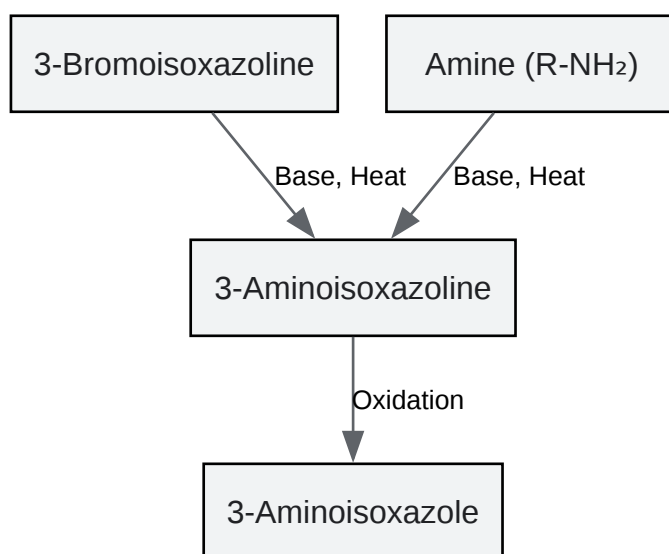 3-Bromoisoxazoline
Amine (R-NH₂)
Base, Heat
Base, Heat
3-Aminoisoxazoline
Oxidation
3-Aminoisoxazole